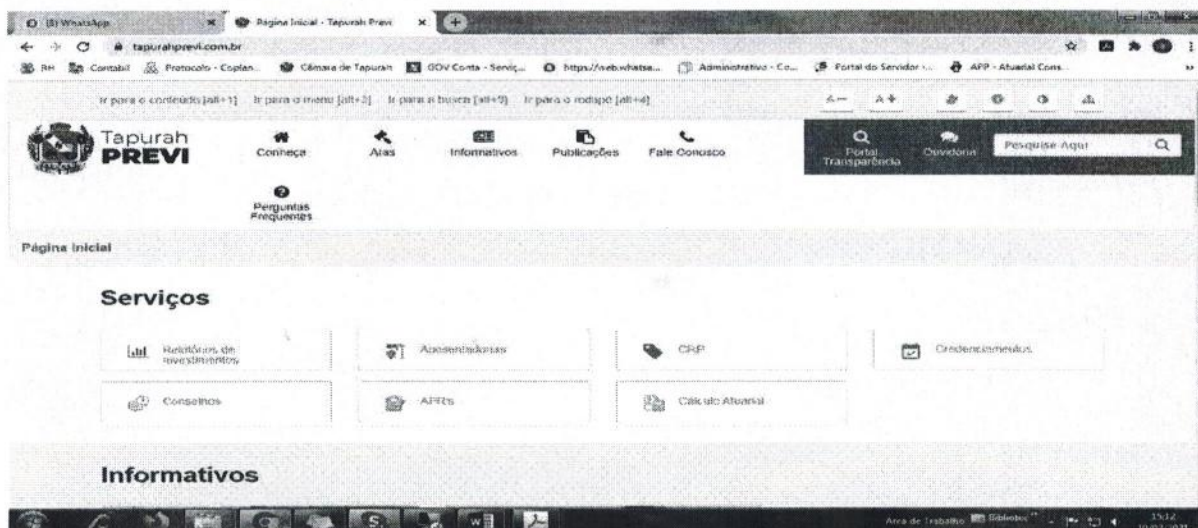 (8) WhatsApp
Página Inicial - Tapurah Previ
tapurahprevi.com.br
RH Contabil Protocolo - Coplan... Câmara de Tapurah GOV Conta - Serviç... https://web.whatsa... Administrativo - Co... Portal do Servidor APP - Atuarial Cons...
Ir para o conteúdo [alt+1] Ir para o menu [alt+2] Ir para a busca [alt+3] Ir para o rodapé [alt+4]
A− A+
Tapurah
PREVI
Conheça
Atas
Informativos
Publicações
Fale Conosco
Portal
Transparência
Ouvidoria
Pesquise Aqui
Perguntas
Frequentes
Página Inicial
Serviços
Relatórios de
Investimentos
Aposentadorias
CRP
Credenciamentos
Conselhos
APRs
Cálculo Atuarial
Informativos
Área de Trabalho Bibliotec
15:12